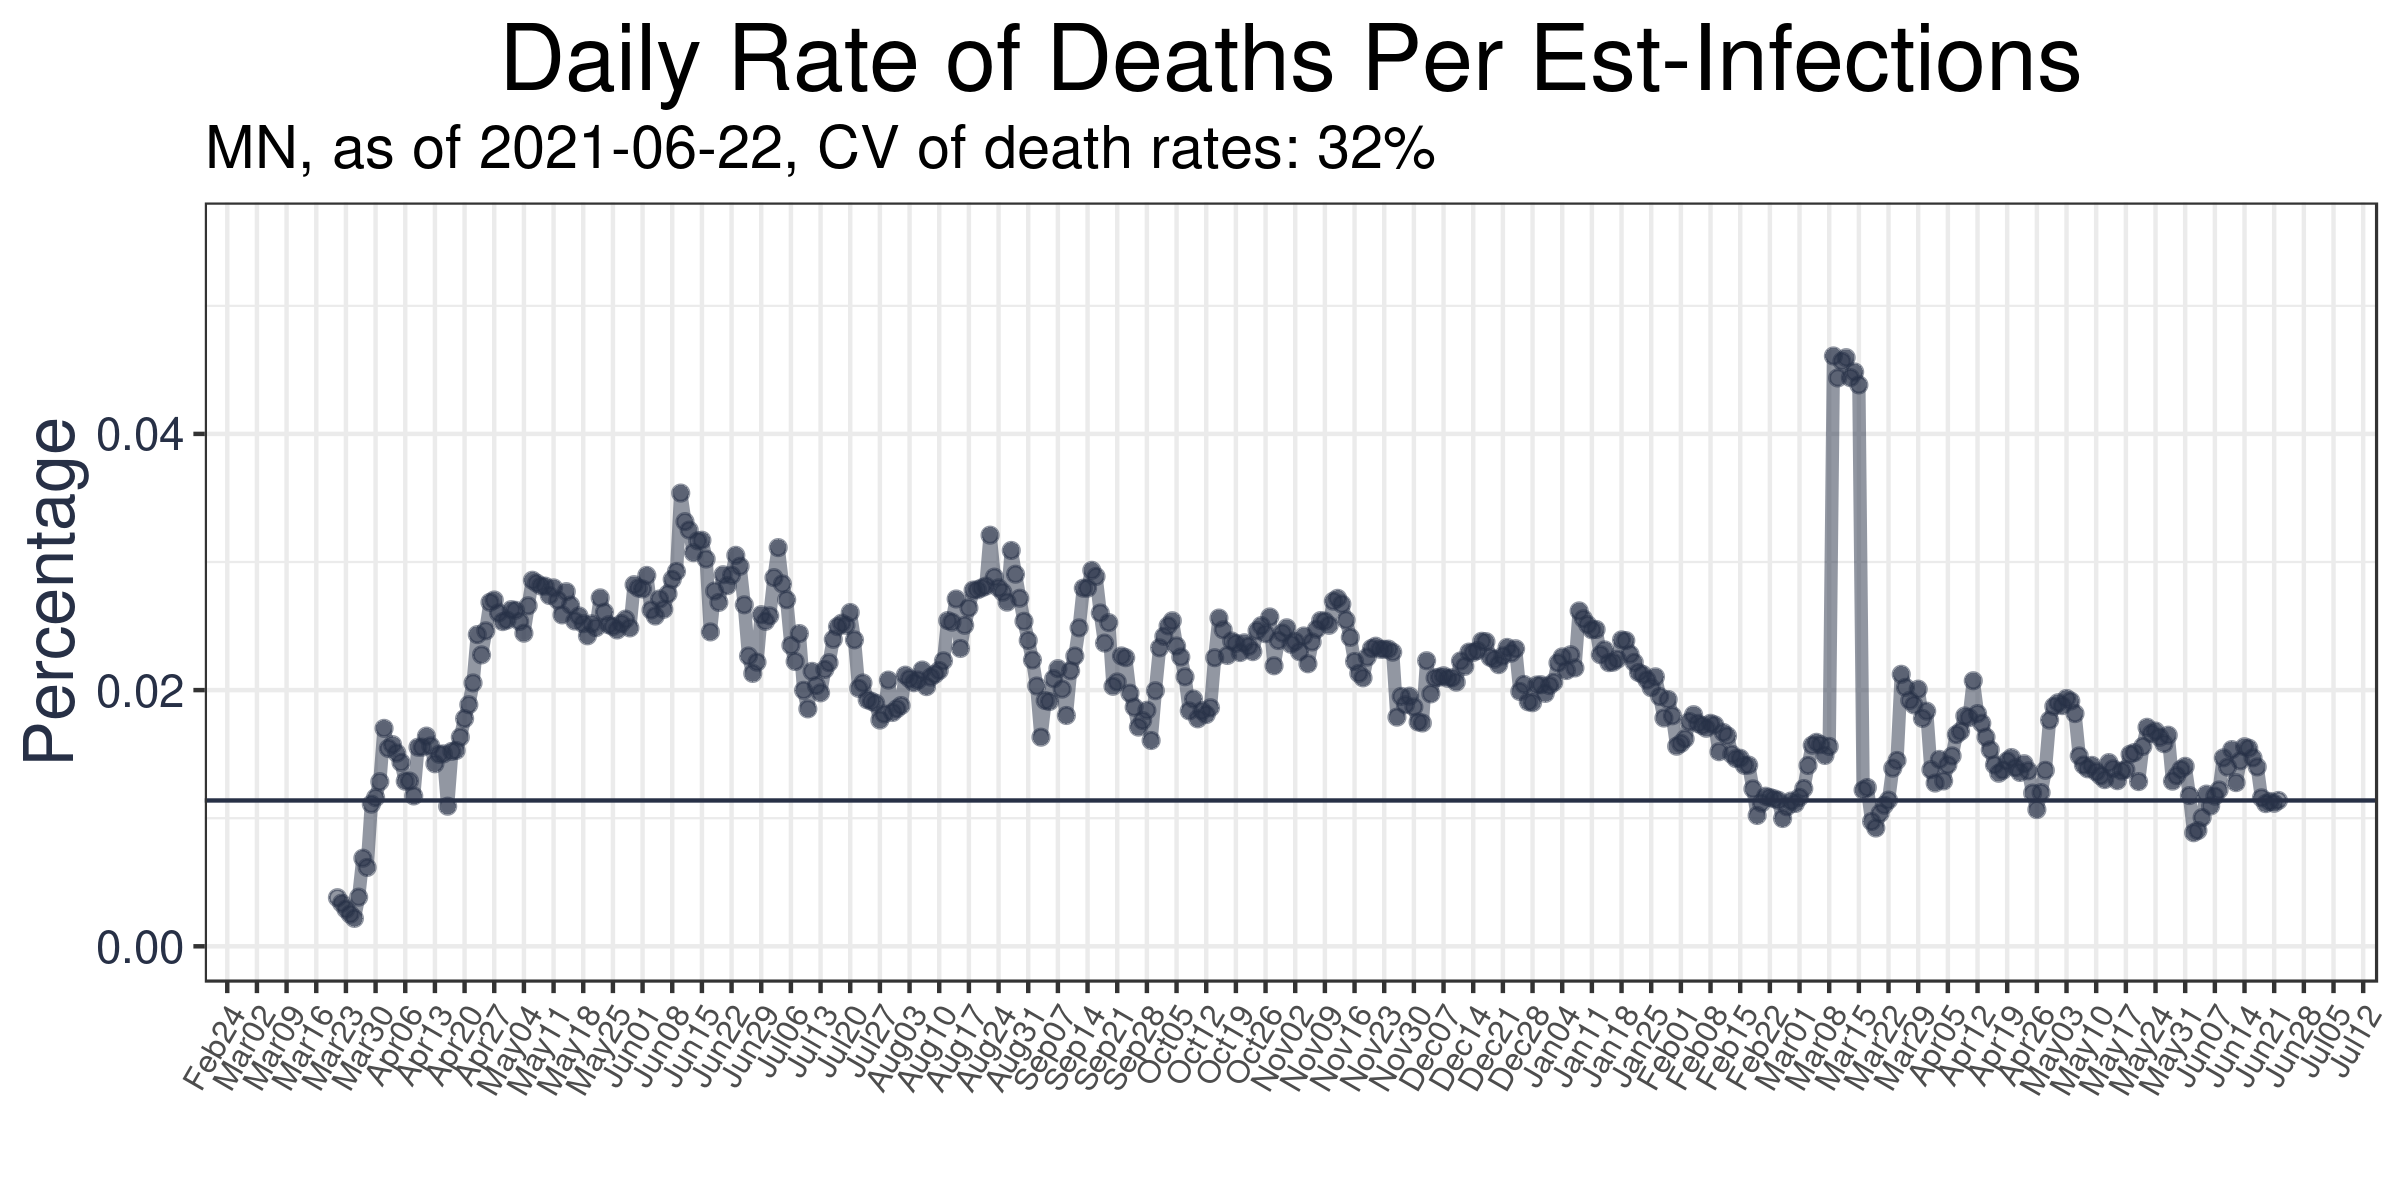 Daily Rate of Deaths Per Est-Infections
MN, as of 2021-06-22, CV of death rates: 32%
Percentage
0.04
0.02
0.00
Feb24
Mar02
Mar09
Mar16
Mar23
Mar30
Apr06
Apr13
Apr20
Apr27
May04
May11
May18
May25
Jun01
Jun08
Jun15
Jun22
Jun29
Jul06
Jul13
Jul20
Jul27
Aug03
Aug10
Aug17
Aug24
Aug31
Sep07
Sep14
Sep21
Sep28
Oct05
Oct12
Oct19
Oct26
Nov02
Nov09
Nov16
Nov23
Nov30
Dec07
Dec14
Dec21
Dec28
Jan04
Jan11
Jan18
Jan25
Feb01
Feb08
Feb15
Feb22
Mar01
Mar08
Mar15
Mar22
Mar29
Apr05
Apr12
Apr19
Apr26
May03
May10
May17
May24
May31
Jun07
Jun14
Jun21
Jun28
Jul05
Jul12